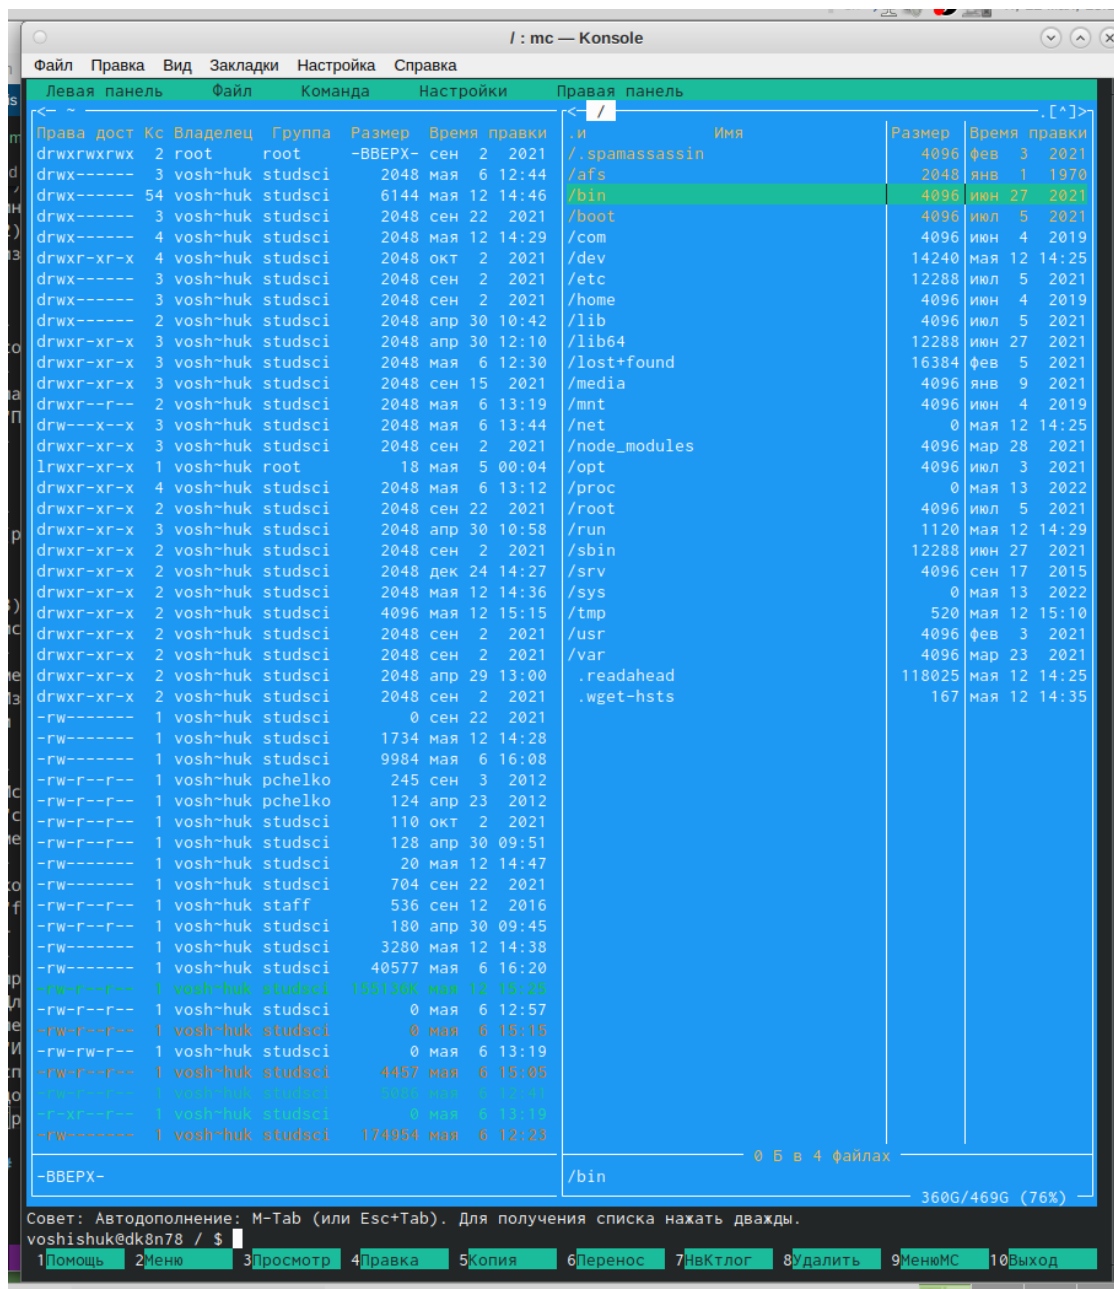 / : mc — Konsole
Файл Правка Вид Закладки Настройка Справка
Левая панель Файл Команда Настройки Правая панель
<— ~
Права дост Кс Владелец Группа Размер Время правки
drwxrwxrwx 2 root root -ВВЕРХ- сен 2 2021
drwx------ 3 vosh~huk studsci 2048 мая 6 12:44
drwx------ 54 vosh~huk studsci 6144 мая 12 14:46
drwx------ 3 vosh~huk studsci 2048 сен 22 2021
drwx------ 4 vosh~huk studsci 2048 мая 12 14:29
drwxr-xr-x 4 vosh~huk studsci 2048 окт 2 2021
drwx------ 3 vosh~huk studsci 2048 сен 2 2021
drwx------ 3 vosh~huk studsci 2048 сен 2 2021
drwx------ 2 vosh~huk studsci 2048 апр 30 10:42
drwxr-xr-x 3 vosh~huk studsci 2048 апр 30 12:10
drwxr-xr-x 3 vosh~huk studsci 2048 мая 6 12:30
drwxr-xr-x 3 vosh~huk studsci 2048 сен 15 2021
drwxr--r-- 2 vosh~huk studsci 2048 мая 6 13:19
drw---x--x 3 vosh~huk studsci 2048 мая 6 13:44
drwxr-xr-x 3 vosh~huk studsci 2048 сен 2 2021
lrwxr-xr-x 1 vosh~huk root 18 мая 5 00:04
drwxr-xr-x 4 vosh~huk studsci 2048 мая 6 13:12
drwxr-xr-x 2 vosh~huk studsci 2048 сен 22 2021
drwxr-xr-x 3 vosh~huk studsci 2048 апр 30 10:58
drwxr-xr-x 2 vosh~huk studsci 2048 сен 2 2021
drwxr-xr-x 2 vosh~huk studsci 2048 дек 24 14:27
drwxr-xr-x 2 vosh~huk studsci 2048 мая 12 14:36
drwxr-xr-x 2 vosh~huk studsci 4096 мая 12 15:15
drwxr-xr-x 2 vosh~huk studsci 2048 сен 2 2021
drwxr-xr-x 2 vosh~huk studsci 2048 сен 2 2021
drwxr-xr-x 2 vosh~huk studsci 2048 апр 29 13:00
drwxr-xr-x 2 vosh~huk studsci 2048 сен 2 2021
-rw------- 1 vosh~huk studsci 0 сен 22 2021
-rw------- 1 vosh~huk studsci 1734 мая 12 14:28
-rw------- 1 vosh~huk studsci 9984 мая 6 16:08
-rw-r--r-- 1 vosh~huk pchelko 245 сен 3 2012
-rw-r--r-- 1 vosh~huk pchelko 124 апр 23 2012
-rw-r--r-- 1 vosh~huk studsci 110 окт 2 2021
-rw-r--r-- 1 vosh~huk studsci 128 апр 30 09:51
-rw------- 1 vosh~huk studsci 20 мая 12 14:47
-rw------- 1 vosh~huk studsci 704 сен 22 2021
-rw-r--r-- 1 vosh~huk staff 536 сен 12 2016
-rw-r--r-- 1 vosh~huk studsci 180 апр 30 09:45
-rw------- 1 vosh~huk studsci 3280 мая 12 14:38
-rw------- 1 vosh~huk studsci 40577 мая 6 16:20
-rw-r--r-- 1 vosh~huk studsci мая 12
-rw-r--r-- 1 vosh~huk studsci 0 мая 6 12:57
-rw-r--r-- 1 vosh~huk studsci 0 мая 6 15:15
-rw-rw-r-- 1 vosh~huk studsci 0 мая 6 13:19
-rw-r--r-- 1 vosh~huk studsci 4457 мая 6 15:05
-rw-r--r-- 1 vosh~huk studsci мая 6 12:41
-r-xr--r-- 1 vosh~huk studsci 0 мая 6 13:19
-rw------- 1 vosh~huk studsci 174954 мая 6 12:23
-ВВЕРХ-
<— / .[^]>
.и Имя Размер Время правки
/.spamassassin 4096 фев 3 2021
/afs 2048 янв 1 1970
/bin 4096 июн 27 2021
/boot 4096 июл 5 2021
/com 4096 июн 4 2019
/dev 14240 мая 12 14:25
/etc 12288 июл 5 2021
/home 4096 июн 4 2019
/lib 4096 июл 5 2021
/lib64 12288 июн 27 2021
/lost+found 16384 фев 5 2021
/media 4096 янв 9 2021
/mnt 4096 июн 4 2019
/net 0 мая 12 14:25
/node_modules 4096 мар 28 2021
/opt 4096 июл 3 2021
/proc 0 мая 13 2022
/root 4096 июл 5 2021
/run 1120 мая 12 14:29
/sbin 12288 июн 27 2021
/srv 4096 сен 17 2015
/sys 0 мая 13 2022
/tmp 520 мая 12 15:10
/usr 4096 фев 3 2021
/var 4096 мар 23 2021
.readahead 118025 мая 12 14:25
.wget-hsts 167 мая 12 14:35
0 Б в 4 файлах
/bin
360G/469G (76%)
Совет: Автодополнение: M-Tab (или Esc+Tab). Для получения списка нажать дважды.
voshishuk@dk8n78 / $
1Помощь 2Меню 3Просмотр 4Правка 5Копия 6Перенос 7НвКтлог 8Удалить 9МенюMC 10Выход